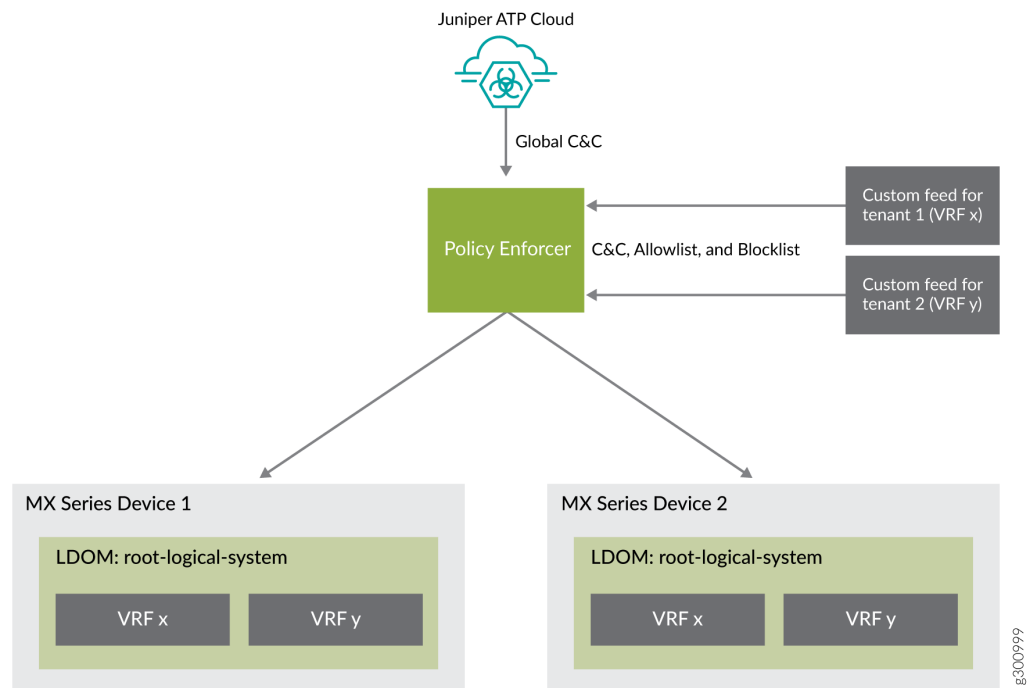 Juniper ATP Cloud
Global C&C
Custom feed for
tenant 1 (VRF x)
Policy Enforcer
C&C, Allowlist, and Blocklist
Custom feed for
tenant 2 (VRF y)
MX Series Device 1
LDOM: root-logical-system
VRF x
VRF y
MX Series Device 2
LDOM: root-logical-system
VRF x
VRF y
g300999